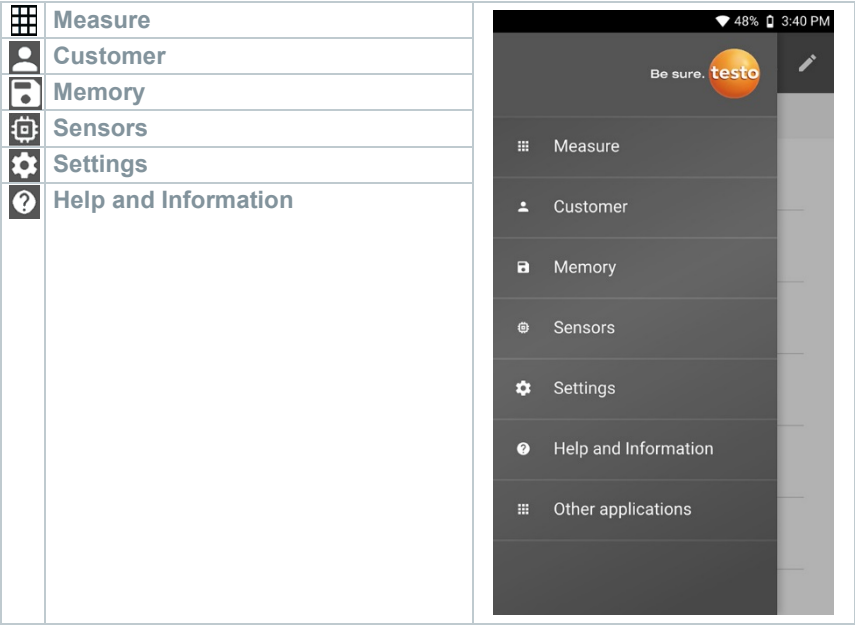 Measure
Customer
Memory
Sensors
Settings
Help and Information
48% 3:40 PM
Be sure. testo
Measure
Customer
Memory
Sensors
Settings
Help and Information
Other applications